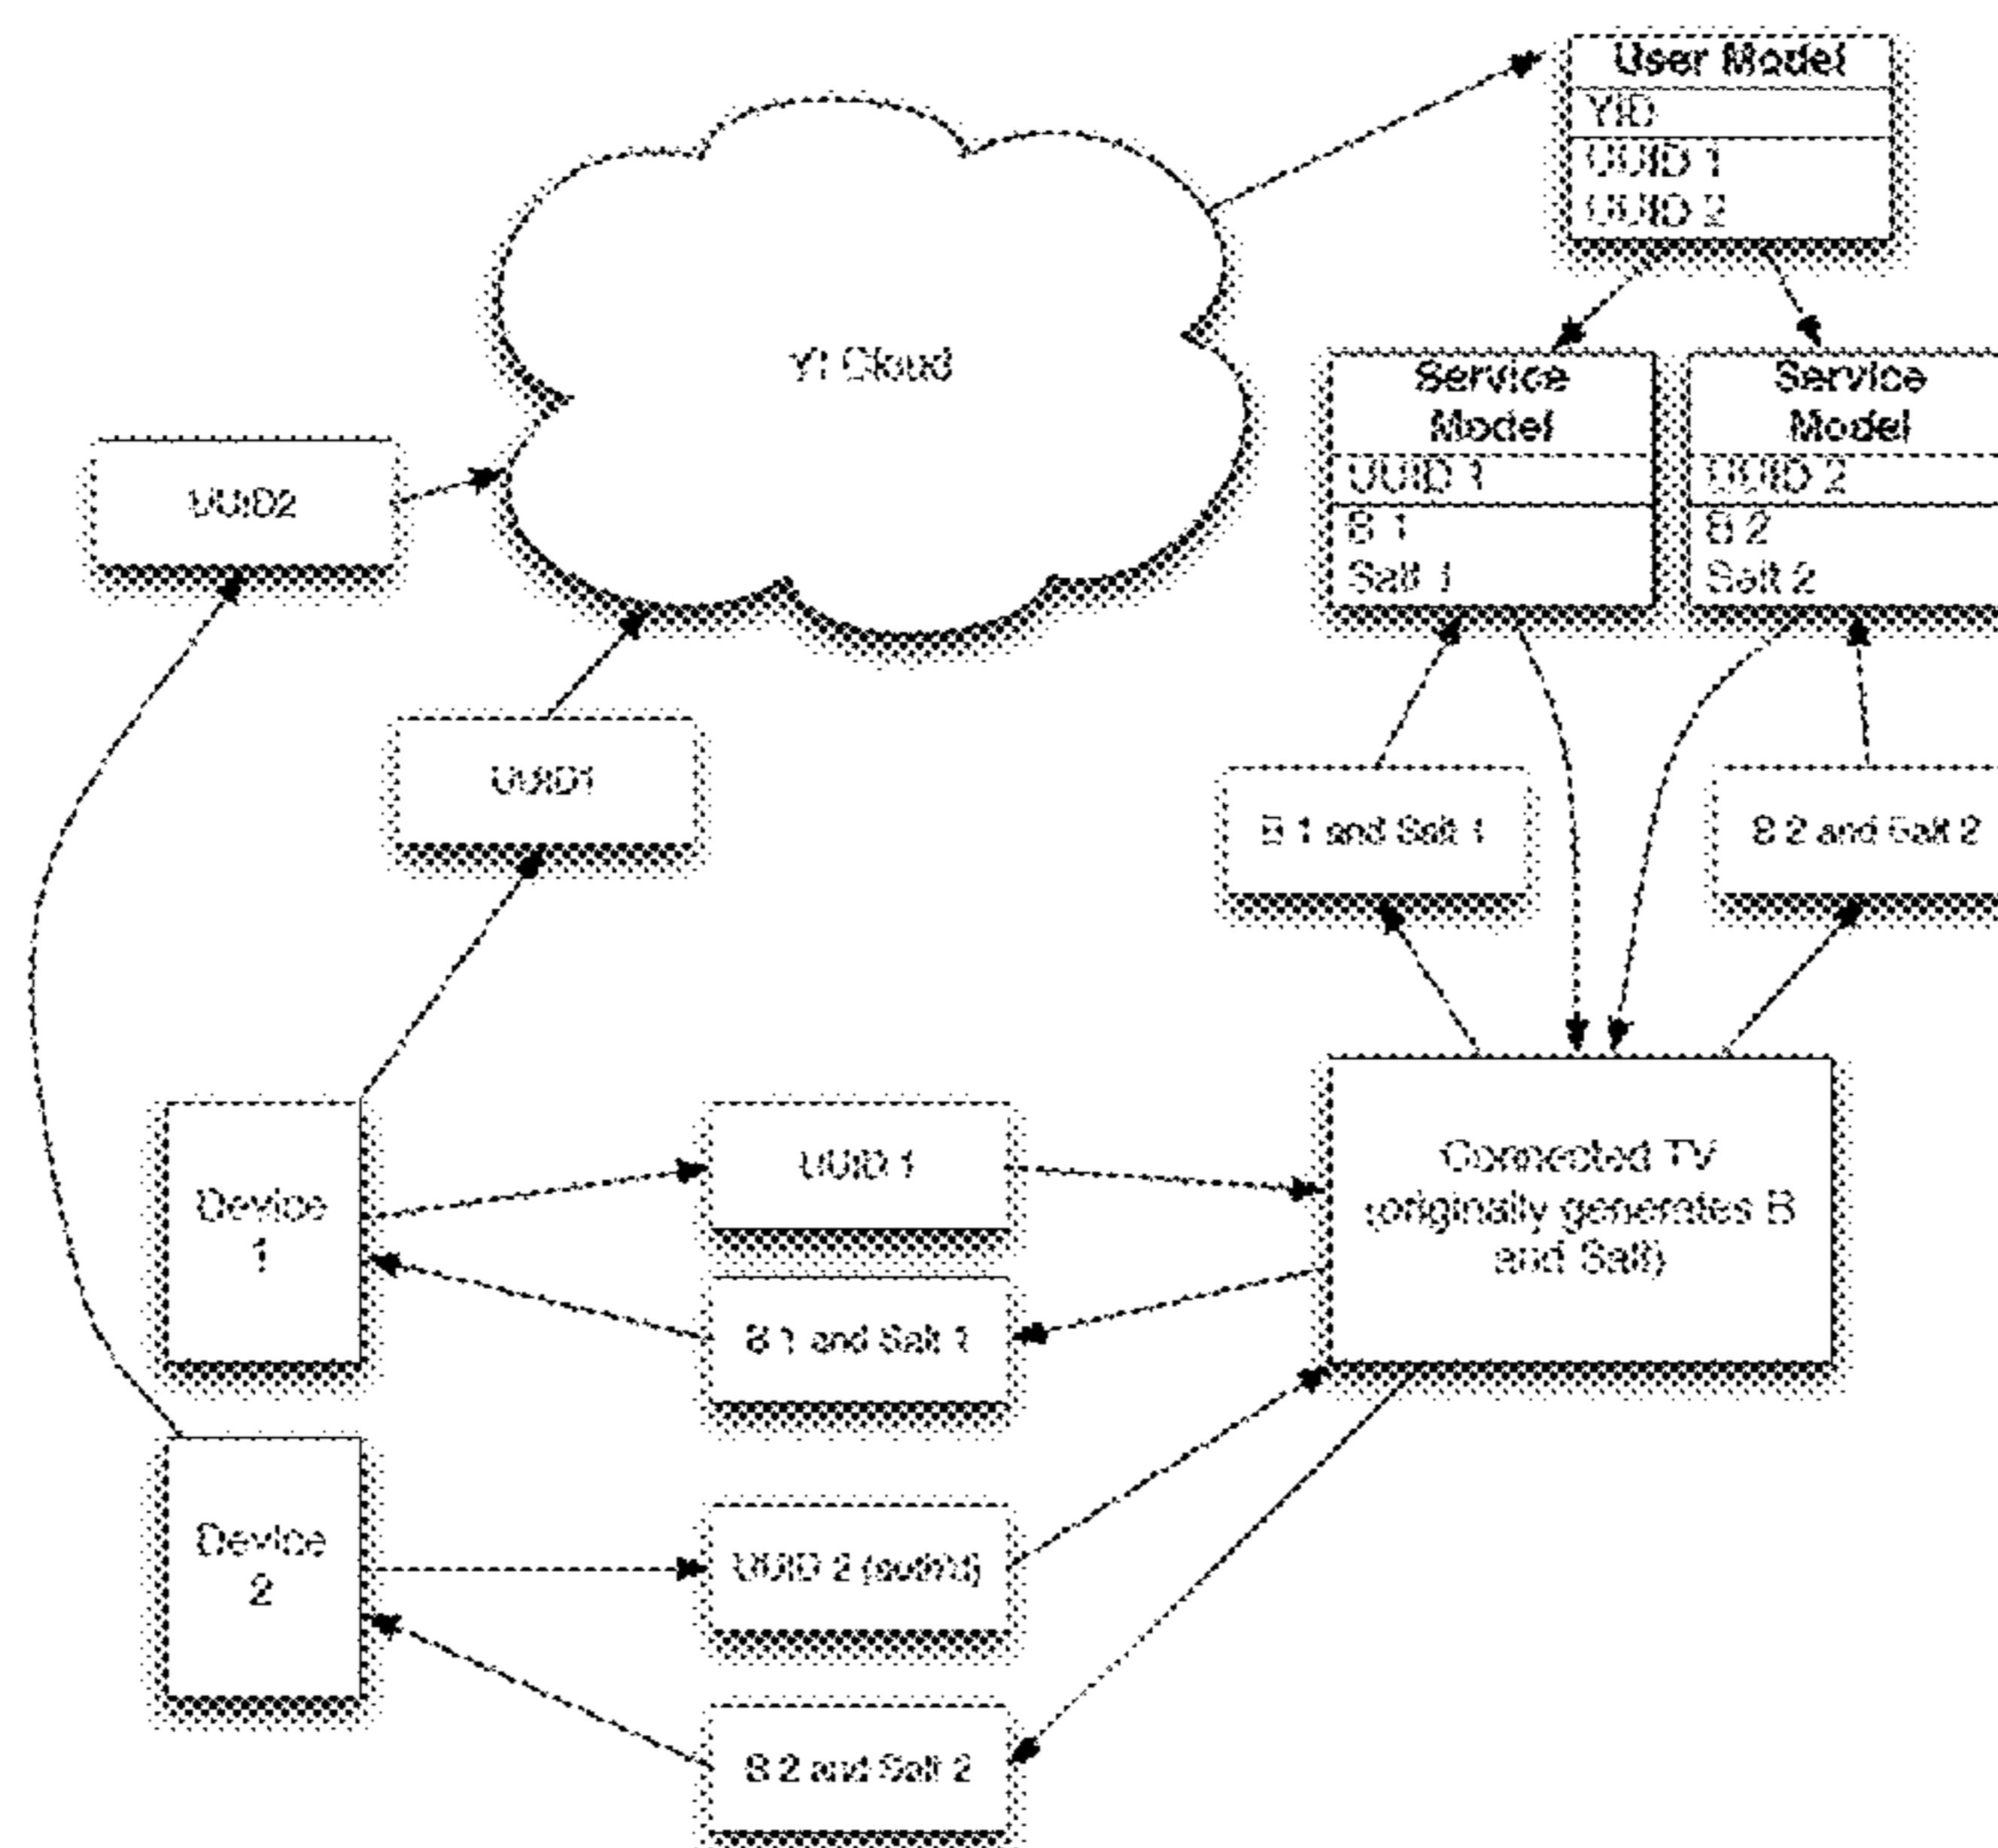 User Model
YID
UUID 1
UUID 2
Y! Cloud
Service
Model
UUID 1
B 1
Salt 1
Service
Model
UUID 2
B 2
Salt 2
UUID2
UUID1
B 1 and Salt 1
B 2 and Salt 2
Device
1
UUID 1
B 1 and Salt 1
Connected TV
(originally generates B
and Salt)
Device
2
UUID 2
B 2 and Salt 2